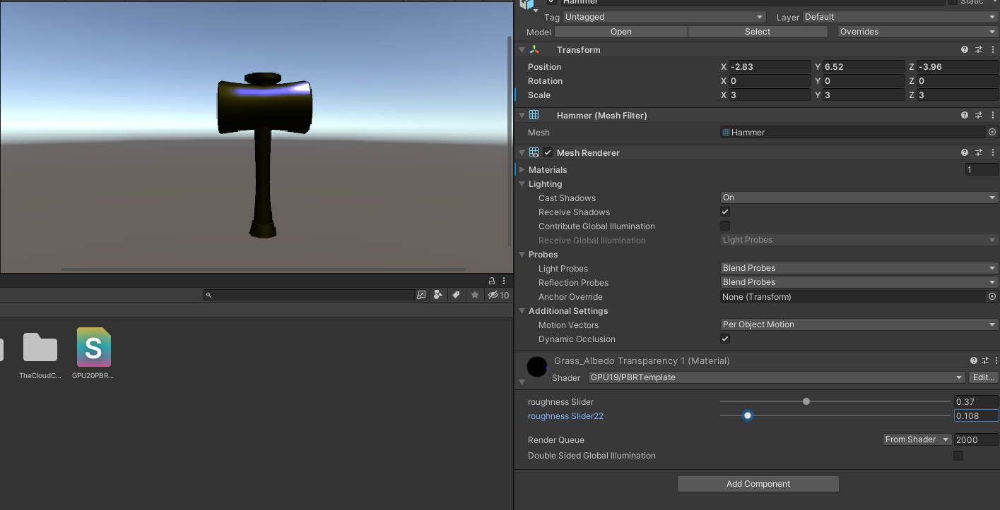 Hammer
Static
Tag Untagged Layer Default
Model Open Select Overrides
Transform
Position X -2.83 Y 6.52 Z -3.96
Rotation X 0 Y 0 Z 0
Scale X 3 Y 3 Z 3
Hammer (Mesh Filter)
Mesh Hammer
Mesh Renderer
Materials 1
Lighting
Cast Shadows On
Receive Shadows
Contribute Global Illumination
Receive Global Illumination Light Probes
Probes
Light Probes Blend Probes
Reflection Probes Blend Probes
Anchor Override None (Transform)
Additional Settings
Motion Vectors Per Object Motion
Dynamic Occlusion
Grass_Albedo Transparency 1 (Material)
Shader GPU19/PBRTemplate Edit...
roughness Slider 0.37
roughness Slider22 0.108
Render Queue From Shader 2000
Double Sided Global Illumination
Add Component
10
S
TheCloudC...
GPU20PBR...